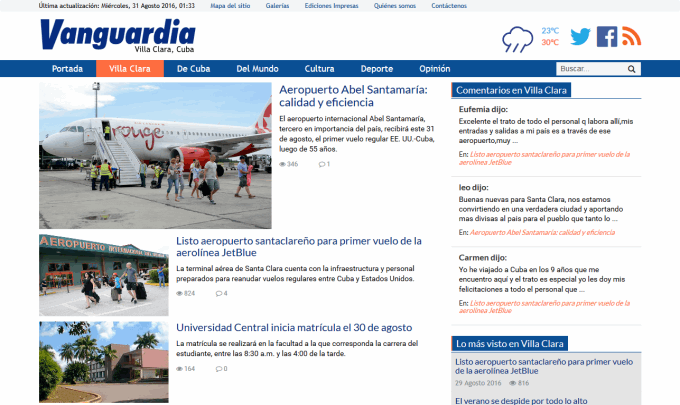 Última actualización: Miércoles, 31 Agosto 2016, 01:33
Mapa del sitio
Galerías
Ediciones Impresas
Quiénes somos
Contáctenos
Vanguardia
Villa Clara, Cuba
23ºC
30ºC
Portada
Villa Clara
De Cuba
Del Mundo
Cultura
Deporte
Opinión
Buscar...
rouge
Aeropuerto Abel Santamaría:
calidad y eficiencia
El aeropuerto internacional Abel Santamaría,
tercero en importancia del país, recibirá este 31
de agosto, el primer vuelo regular EE. UU.-Cuba,
luego de 55 años.
346
1
AEROPUERTO INTERNACIONAL
Listo aeropuerto santaclareño para primer vuelo de la
aerolínea JetBlue
La terminal aérea de Santa Clara cuenta con la infraestructura y personal
preparados para reanudar vuelos regulares entre Cuba y Estados Unidos.
824
4
Universidad Central inicia matrícula el 30 de agosto
La matrícula se realizará en la facultad a la que corresponda la carrera del
estudiante, entre las 8:30 a.m. y las 4:00 de la tarde.
164
0
Comentarios en Villa Clara
Eufemia dijo:
Excelente el trato de todo el personal q labora alli,mis
entradas y salidas a mi país es a través de ese
aeropuerto,muy ...
En: Listo aeropuerto santaclareño para primer vuelo de la
aerolínea JetBlue
leo dijo:
Buenas nuevas para Santa Clara, nos estamos
convirtiendo en una verdadera ciudad y aportando
mas divisas al pais para el pueblo que tanto lo ...
En: Aeropuerto Abel Santamaría: calidad y eficiencia
Carmen dijo:
Yo he viajado a Cuba en los 9 años que me
encuentro aquí y el trato es especial yo les doy mis
felicitaciones a todo el personal que ...
En: Listo aeropuerto santaclareño para primer vuelo de la
aerolínea JetBlue
Lo más visto en Villa Clara
Listo aeropuerto santaclareño para primer vuelo
de la aerolínea JetBlue
29 Agosto 2016
816
El verano se despide por todo lo alto